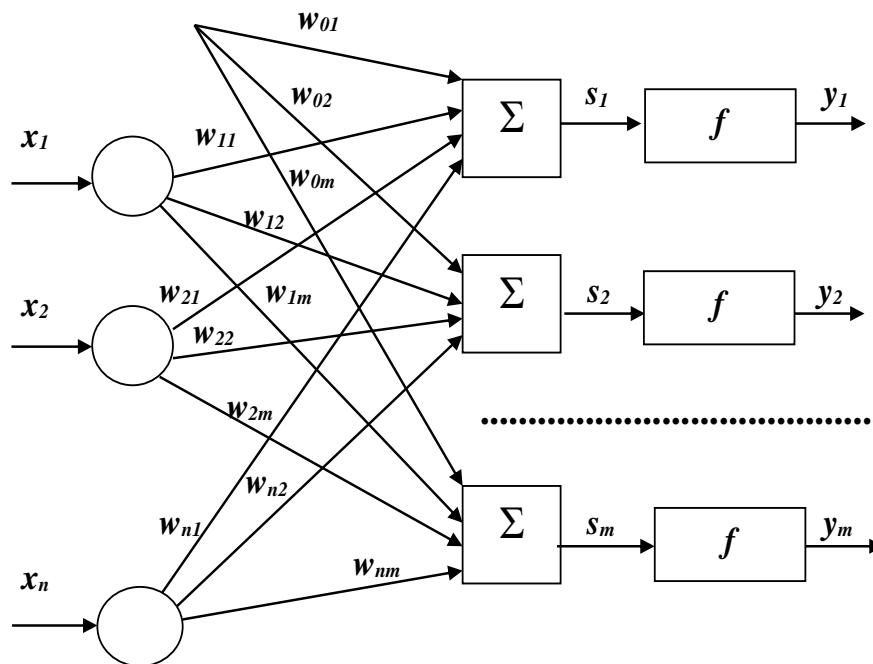 w01
w02
Σ s1 f y1
x1
w11
w0m
w12
w21 w1m
Σ s2 f y2
x2
w22
w2m
wn2
wn1
Σ sm f ym
wnm
xn